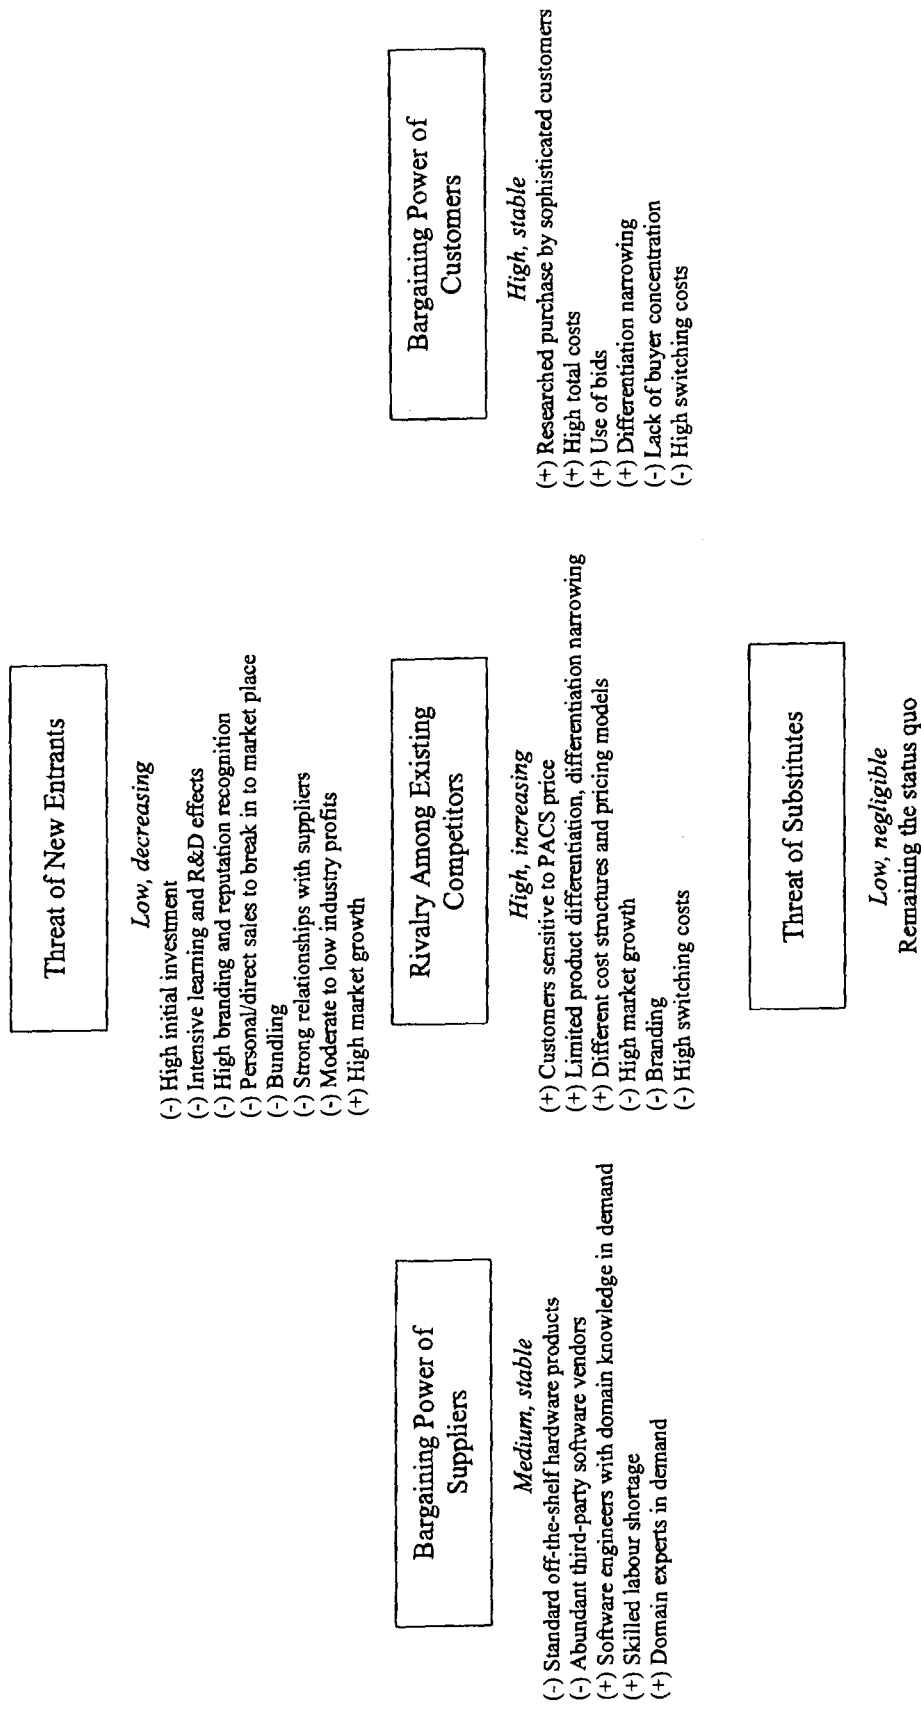 Threat of New Entrants
Low, decreasing
(-) High initial investment
(-) Intensive learning and R&D effects
(-) High branding and reputation recognition
(-) Personal/direct sales to break in to market place
(-) Bundling
(-) Strong relationships with suppliers
(-) Moderate to low industry profits
(+) High market growth
Bargaining Power of
Suppliers
Medium, stable
(-) Standard off-the-shelf hardware products
(-) Abundant third-party software vendors
(+) Software engineers with domain knowledge in demand
(+) Skilled labour shortage
(+) Domain experts in demand
Rivalry Among Existing
Competitors
High, increasing
(+) Customers sensitive to PACS price
(+) Limited product differentiation, differentiation narrowing
(+) Different cost structures and pricing models
(-) High market growth
(-) Branding
(-) High switching costs
Bargaining Power of
Customers
High, stable
(+) Researched purchase by sophisticated customers
(+) High total costs
(+) Use of bids
(+) Differentiation narrowing
(-) Lack of buyer concentration
(-) High switching costs
Threat of Substitutes
Low, negligible
Remaining the status quo